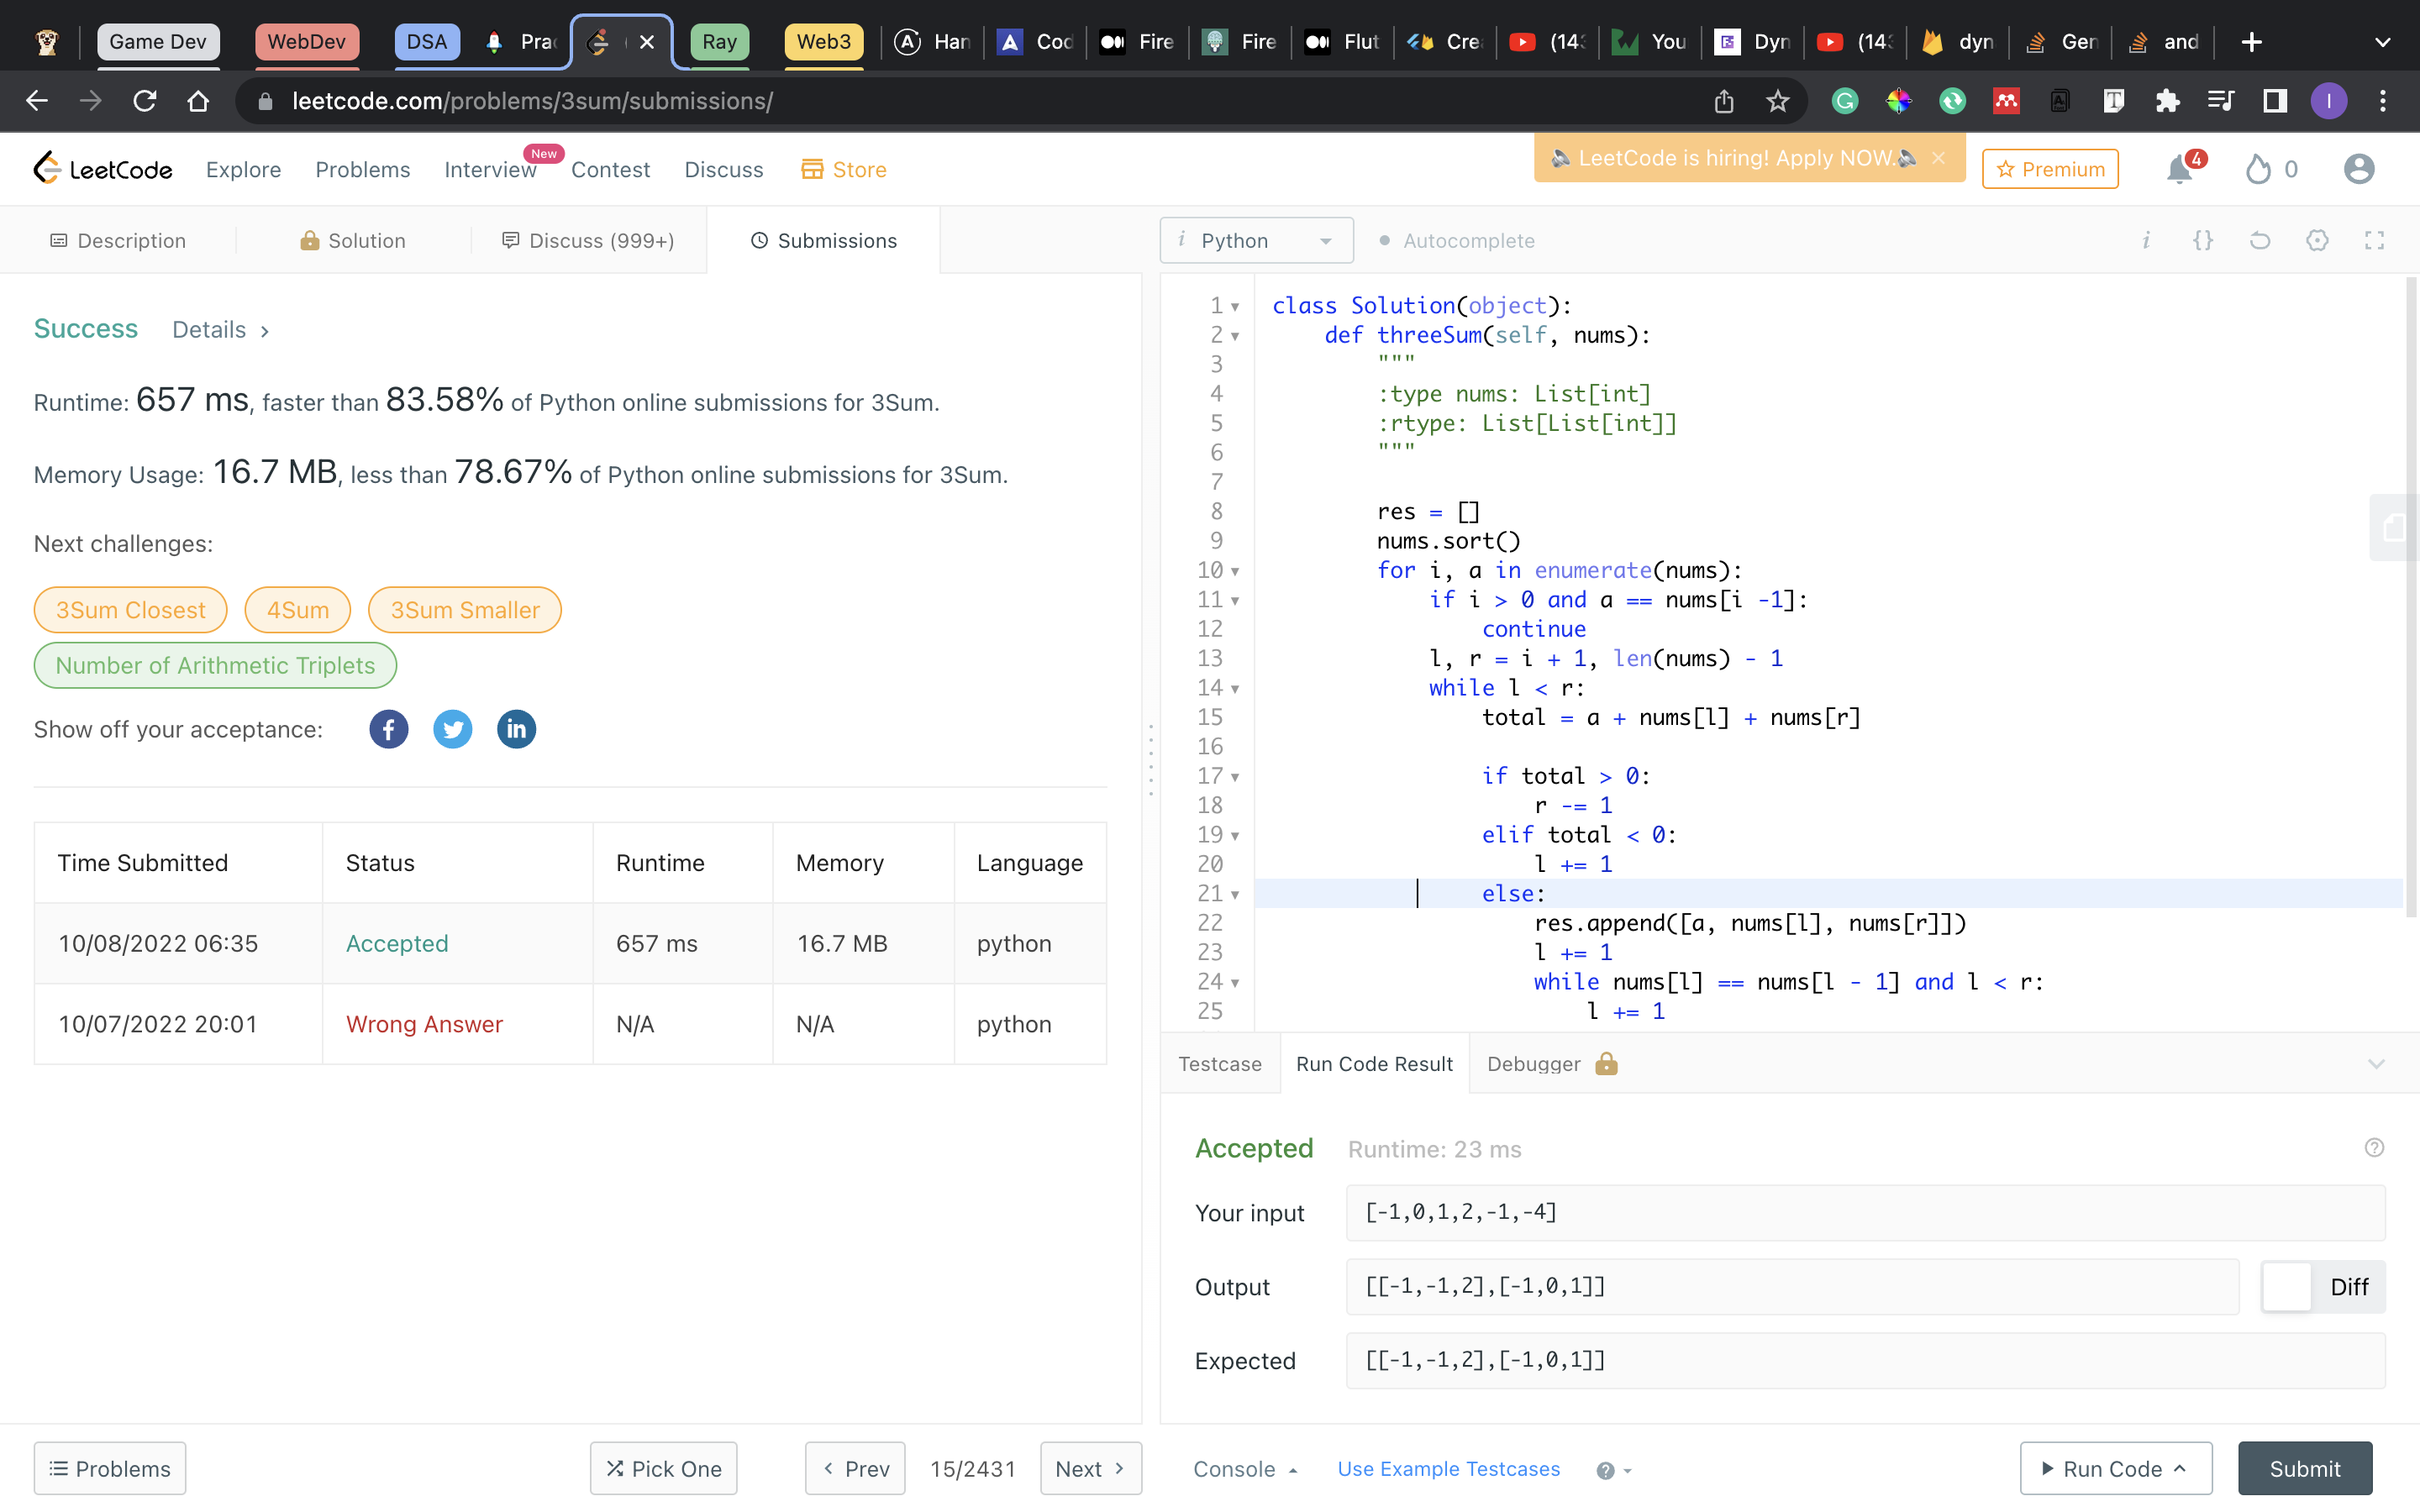 Game Dev WebDev DSA Prac Ray Web3 Han Cod Fire Fire Flut Cre (143 You Dyn (143 dyn Gen and
leetcode.com/problems/3sum/submissions/
LeetCode Explore Problems Interview New Contest Discuss Store LeetCode is hiring! Apply NOW. Premium 4 0 I
Description Solution Discuss (999+) Submissions
Success Details >
Runtime: 657 ms, faster than 83.58% of Python online submissions for 3Sum.
Memory Usage: 16.7 MB, less than 78.67% of Python online submissions for 3Sum.
Next challenges:
3Sum Closest 4Sum 3Sum Smaller
Number of Arithmetic Triplets
Show off your acceptance:
Time Submitted Status Runtime Memory Language
10/08/2022 06:35 Accepted 657 ms 16.7 MB python
10/07/2022 20:01 Wrong Answer N/A N/A python
Problems Pick One Prev 15/2431 Next
i Python Autocomplete i {}
1 class Solution(object):
2 def threeSum(self, nums):
3 """
4 :type nums: List[int]
5 :rtype: List[List[int]]
6 """
7
8 res = []
9 nums.sort()
10 for i, a in enumerate(nums):
11 if i > 0 and a == nums[i -1]:
12 continue
13 l, r = i + 1, len(nums) - 1
14 while l < r:
15 total = a + nums[l] + nums[r]
16
17 if total > 0:
18 r -= 1
19 elif total < 0:
20 l += 1
21 else:
22 res.append([a, nums[l], nums[r]])
23 l += 1
24 while nums[l] == nums[l - 1] and l < r:
25 l += 1
Testcase Run Code Result Debugger
Accepted Runtime: 23 ms
Your input [-1,0,1,2,-1,-4]
Output [[-1,-1,2],[-1,0,1]] Diff
Expected [[-1,-1,2],[-1,0,1]]
Console Use Example Testcases Run Code Submit